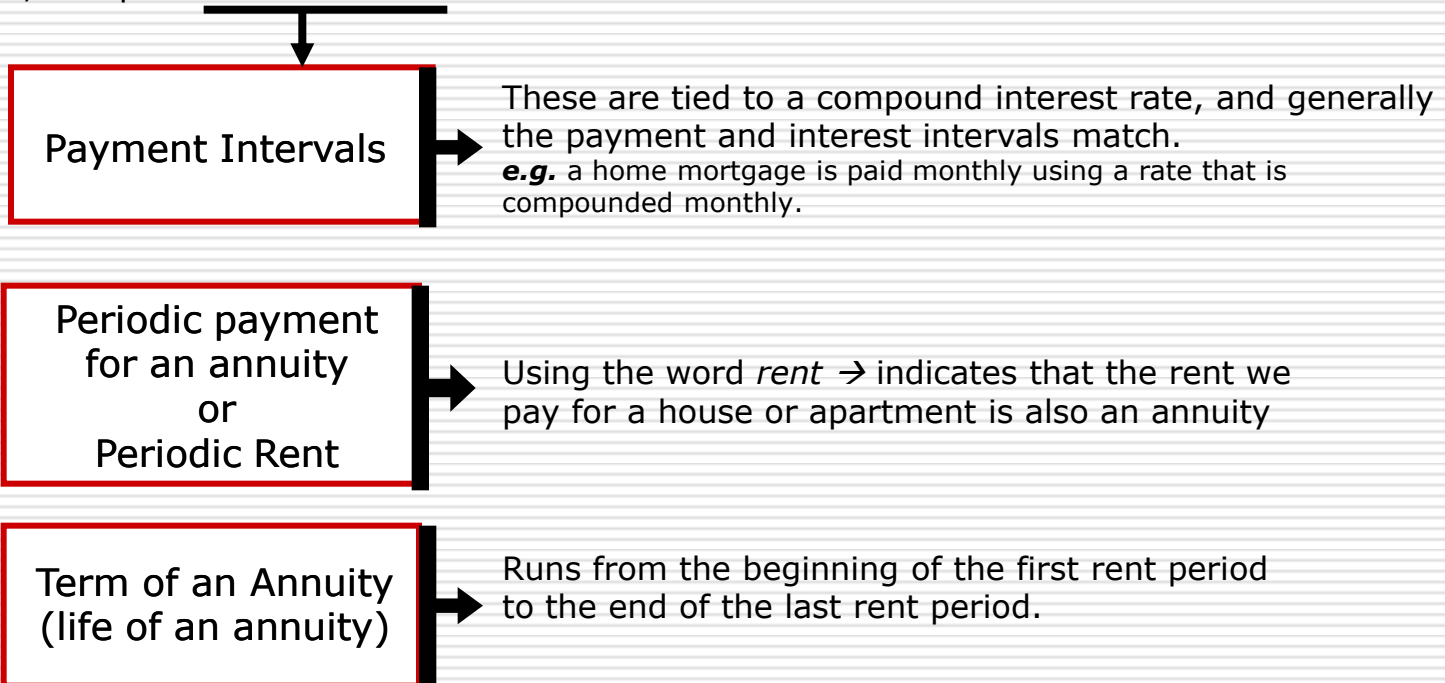 Payment Intervals
These are tied to a compound interest rate, and generally
the payment and interest intervals match.
e.g. a home mortgage is paid monthly using a rate that is
compounded monthly.
Periodic payment
for an annuity
or
Periodic Rent
Using the word rent → indicates that the rent we
pay for a house or apartment is also an annuity
Term of an Annuity
(life of an annuity)
Runs from the beginning of the first rent period
to the end of the last rent period.